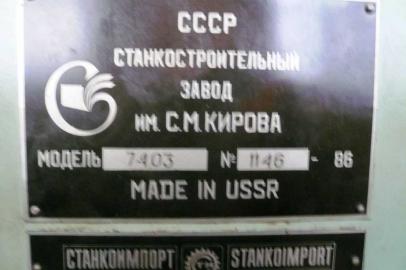 СССР
СТАНКОСТРОИТЕЛЬНЫЙ
ЗАВОД
ИМ. С.М.КИРОВА
МОДЕЛЬ 7403 № 1146 - 86
MADE IN USSR
СТАНКОИМПОРТ STANKOIMPORT